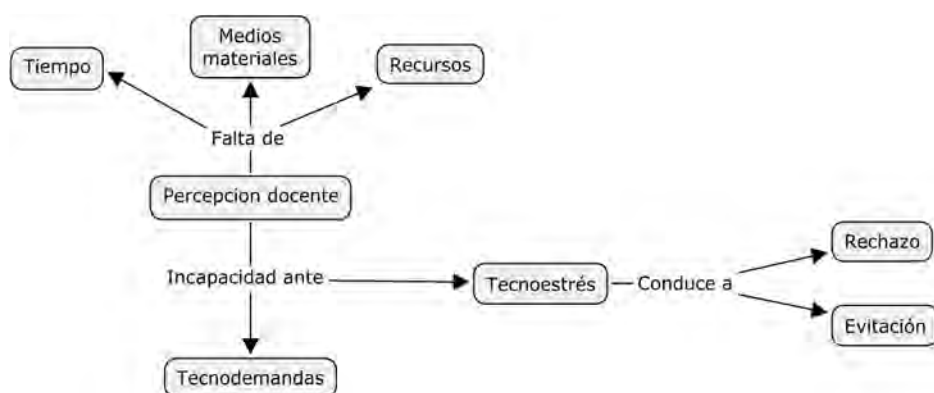 Medios
materiales
Tiempo
Recursos
Falta de
Percepcion docente
Rechazo
Incapacidad ante
Tecnoestrés
Conduce a
Evitación
Tecnodemandas